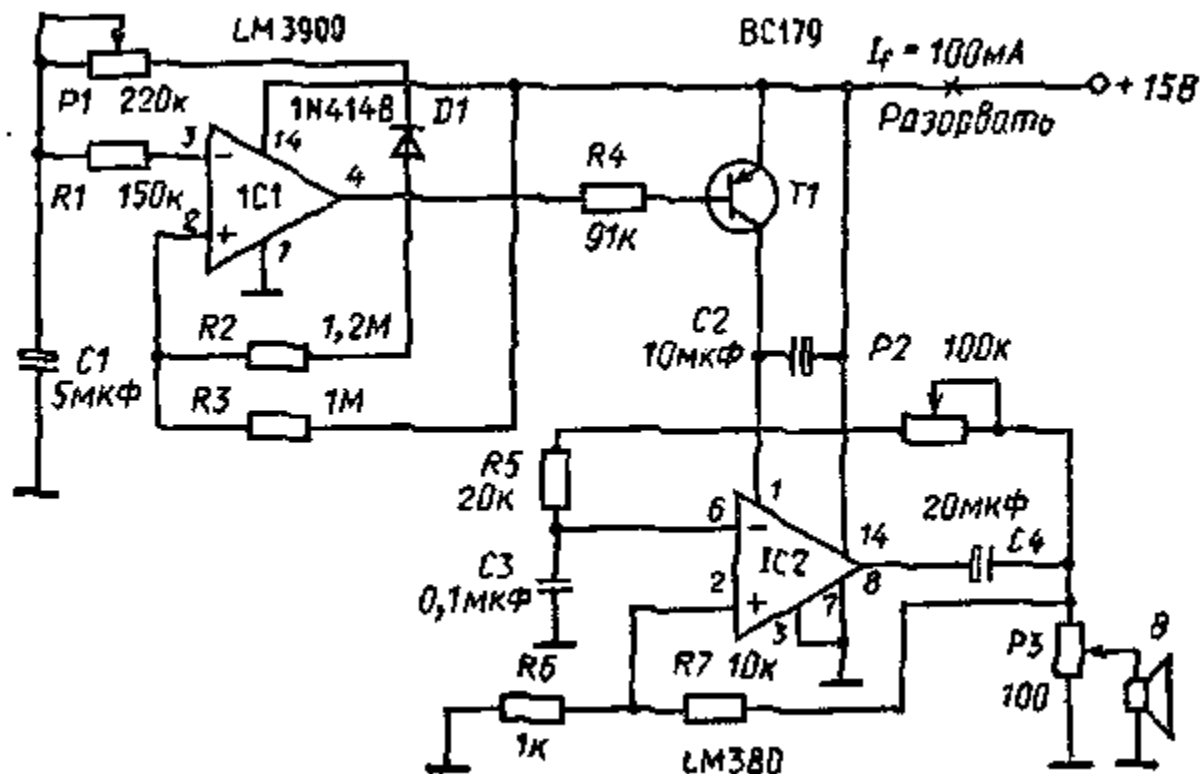 LM3900
BC179
If = 100мА
+15В
P1
220к
1N4148
D1
Разорвать
R1
150к
3
14
4
1C1
2
7
R4
91к
T1
R2
1,2М
C1
5мкФ
R3
1М
C2
10мкФ
P2
100к
R5
20к
6
1
IC2
14
8
20мкФ
C4
C3
0,1мкФ
2
3
7
R6
1к
R7
10к
P3
100
B
LM380